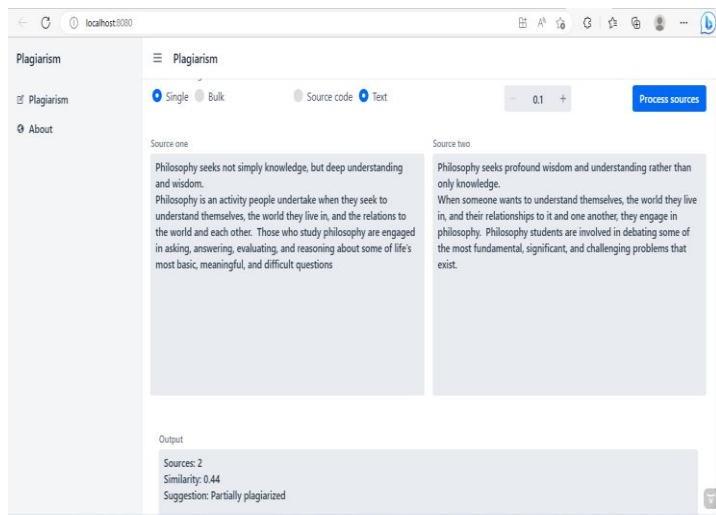 localhost:8080
Plagiarism
Plagiarism
Plagiarism
About
Single Bulk Source code Text
0.1
Process sources
Source one
Philosophy seeks not simply knowledge, but deep understanding
and wisdom.
Philosophy is an activity people undertake when they seek to
understand themselves, the world they live in, and the relations to
the world and each other. Those who study philosophy are engaged
in asking, answering, evaluating, and reasoning about some of life's
most basic, meaningful, and difficult questions
Source two
Philosophy seeks profound wisdom and understanding rather than
only knowledge.
When someone wants to understand themselves, the world they live
in, and their relationships to it and one another, they engage in
philosophy. Philosophy students are involved in debating some of
the most fundamental, significant, and challenging problems that
exist.
Output
Sources: 2
Similarity: 0.44
Suggestion: Partially plagiarized